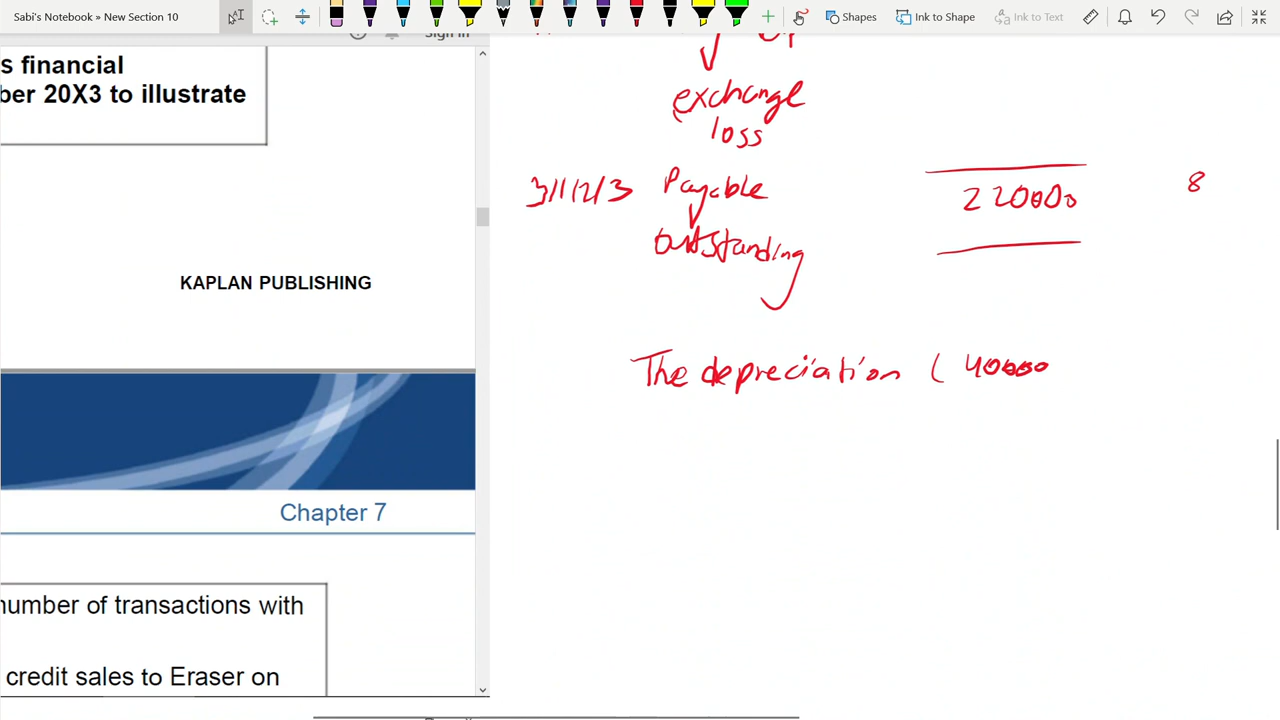 Sabi's Notebook » New Section 10
Shapes
Ink to Shape
Ink to Text
s financial
ber 20X3 to illustrate
KAPLAN PUBLISHING
Chapter 7
number of transactions with
credit sales to Eraser on
exchange
loss
31/12/3 Payable 220000 8
outstanding
The depreciation ( 40000